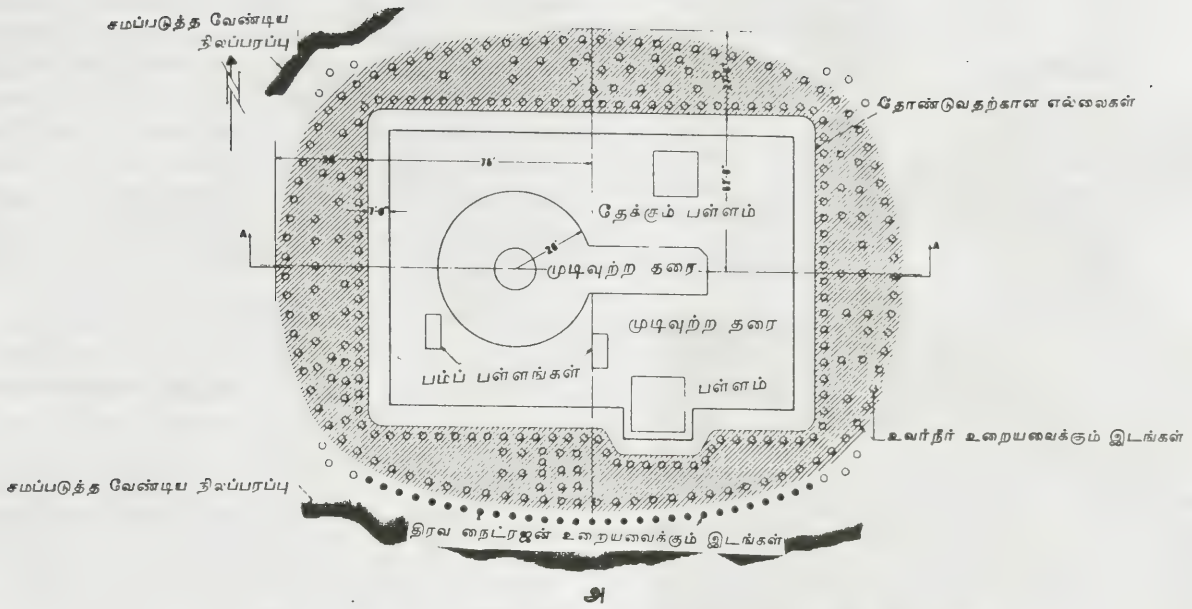 சமப்படுத்த வேண்டிய
நிலப்பரப்பு
தோண்டுவதற்கான எல்லைகள்
76'
தேக்கும் பள்ளம்
A
A
முடிவுற்ற தரை
முடிவுற்ற தரை
பம்ப் பள்ளங்கள்
பள்ளம்
உவர்நீர் உறையவைக்கும் இடங்கள்
சமப்படுத்த வேண்டிய நிலப்பரப்பு
திரவ நைட்ரஜன் உறையவைக்கும் இடங்கள்
அ